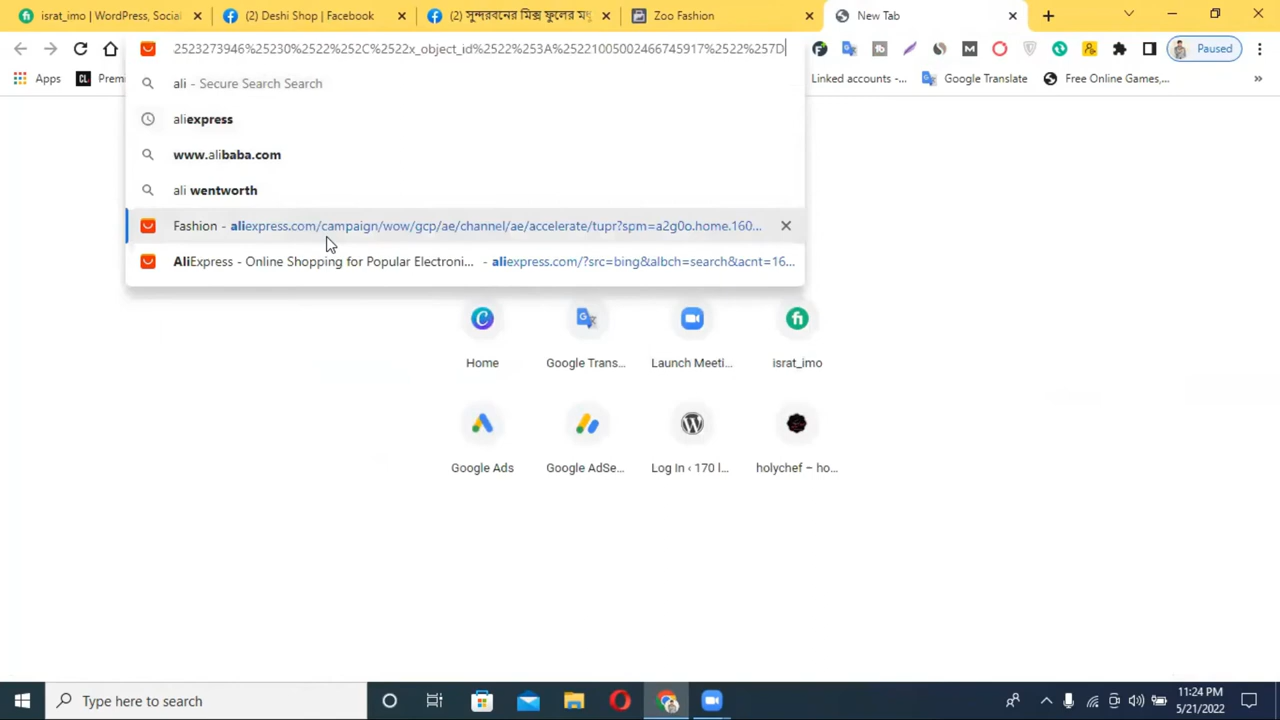 israt_imo | WordPress, Social
(2) Deshi Shop | Facebook
(2) সুন্দরবনের মিক্স ফুলের মধু
Zoo Fashion
New Tab
2523273946%25230%2522%252C%2522x_object_id%2522%253A%25221005002466745917%2522%257D
Paused
Apps
Premi
Linked accounts -...
Google Translate
Free Online Games,...
»
ali - Secure Search Search
aliexpress
www.alibaba.com
ali wentworth
Fashion - aliexpress.com/campaign/wow/gcp/ae/channel/ae/accelerate/tupr?spm=a2g0o.home.160...
AliExpress - Online Shopping for Popular Electroni... - aliexpress.com/?src=bing&albch=search&acnt=16...
Home
Google Trans...
Launch Meeti...
israt_imo
Google Ads
Google AdSe...
Log In ‹ 170 l...
holychef – ho...
Type here to search
11:24 PM
5/21/2022